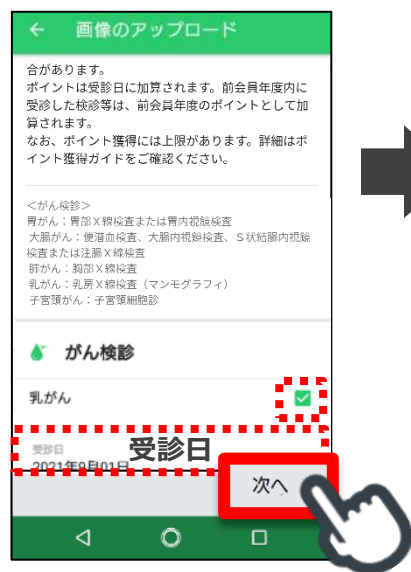 ← 画像のアップロード
合があります。
ポイントは受診日に加算されます。前会員年度内に
受診した検診等は、前会員年度のポイントとして加
算されます。
なお、ポイント獲得には上限があります。詳細はポ
イント獲得ガイドをご確認ください。
<がん検診>
胃がん：胃部Ⅹ線検査または胃内視鏡検査
大腸がん：便潜血検査、大腸内視鏡検査、Ｓ状結腸内視鏡
検査または注腸Ⅹ線検査
肺がん：胸部Ⅹ線検査
乳がん：乳房Ⅹ線検査（マンモグラフィ）
子宮頸がん：子宮頸細胞診
がん検診
乳がん
受診日
受診日
2021年9月01日
次へ